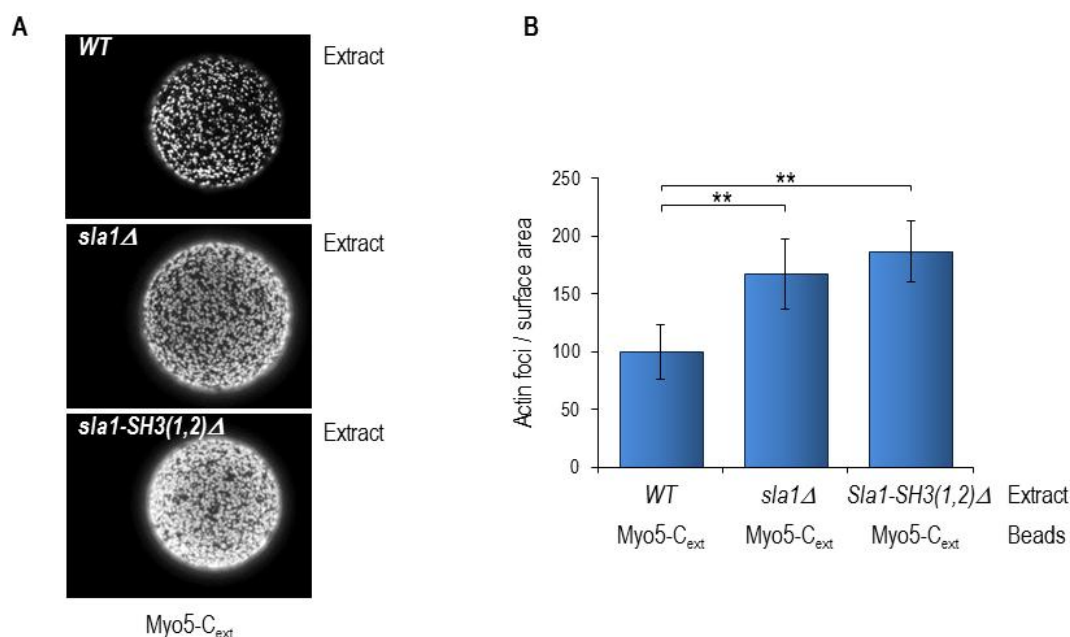 A
WT
Extract
sla1Δ
Extract
sla1-SH3(1,2)Δ
Extract
Myo5-Cext
B
250
200
150
100
50
0
Actin foci / surface area
**
**
WT sla1Δ Sla1-SH3(1,2)Δ Extract
Myo5-Cext Myo5-Cext Myo5-Cext Beads